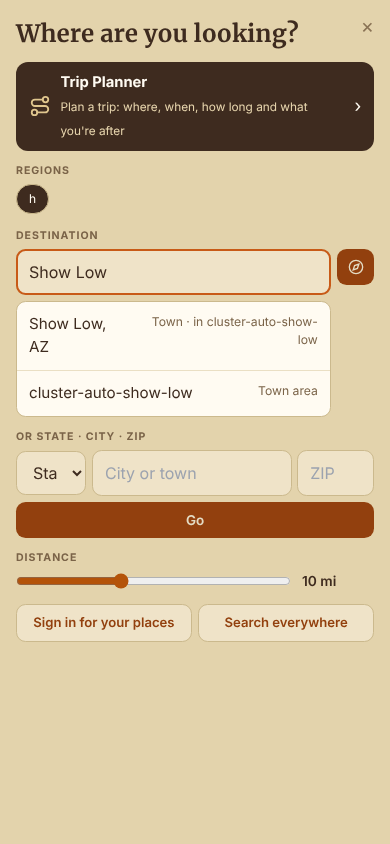 Where are you looking?
×
Trip Planner
Plan a trip: where, when, how long and what
you're after
›
REGIONS
h
DESTINATION
Show Low
Show Low,
AZ
Town · in cluster-auto-show-
low
cluster-auto-show-low
Town area
OR STATE · CITY · ZIP
Sta
City or town
ZIP
Go
DISTANCE
10 mi
Sign in for your places
Search everywhere